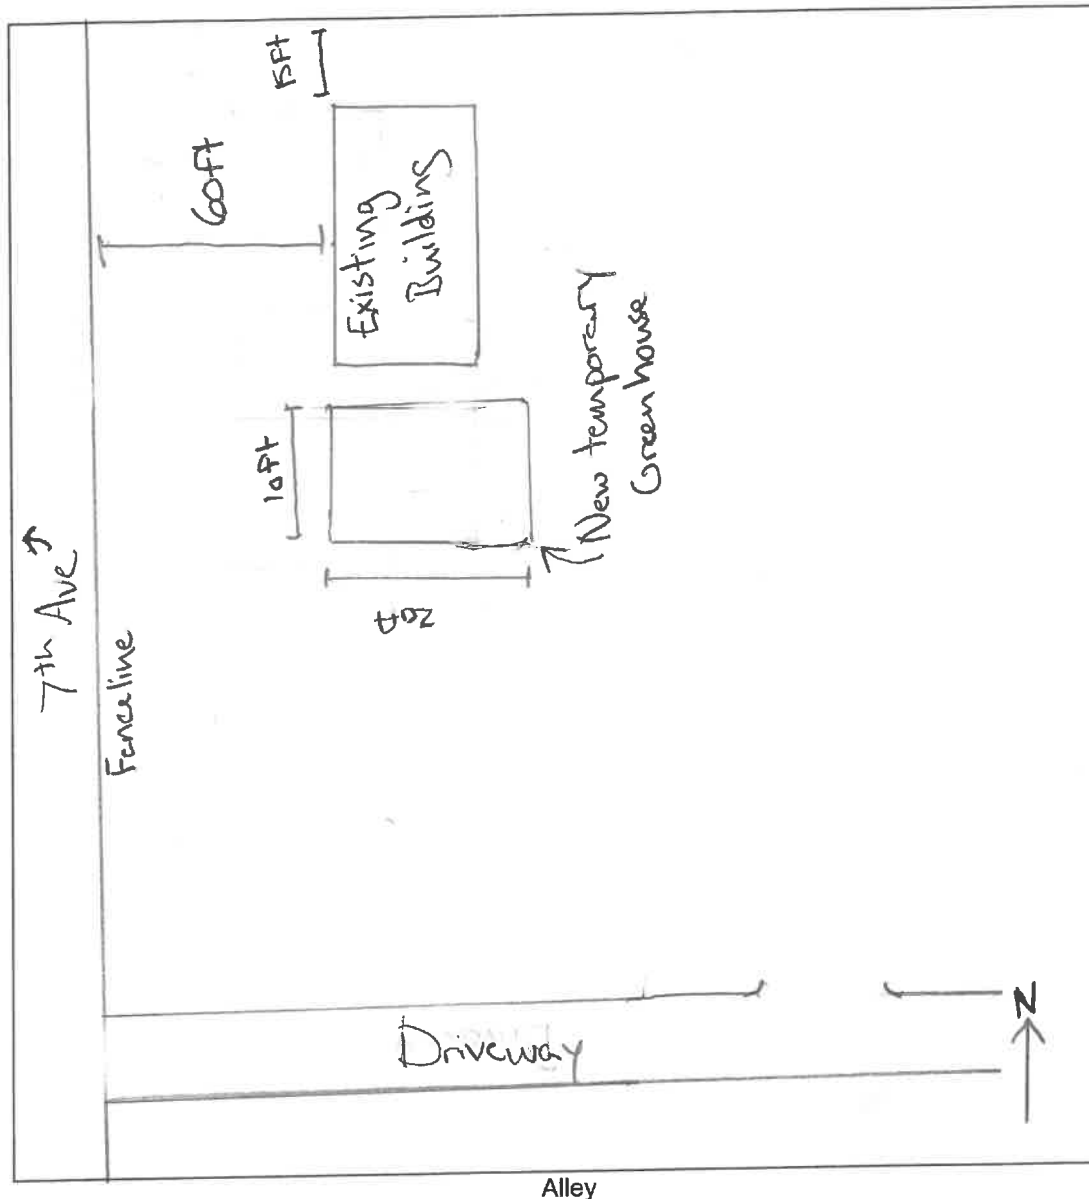 15Ft
60Ft
Existing
Building
New temporary
Greenhouse
10Ft
20ft
7th Ave
Fenceline
Driveway
N
Alley